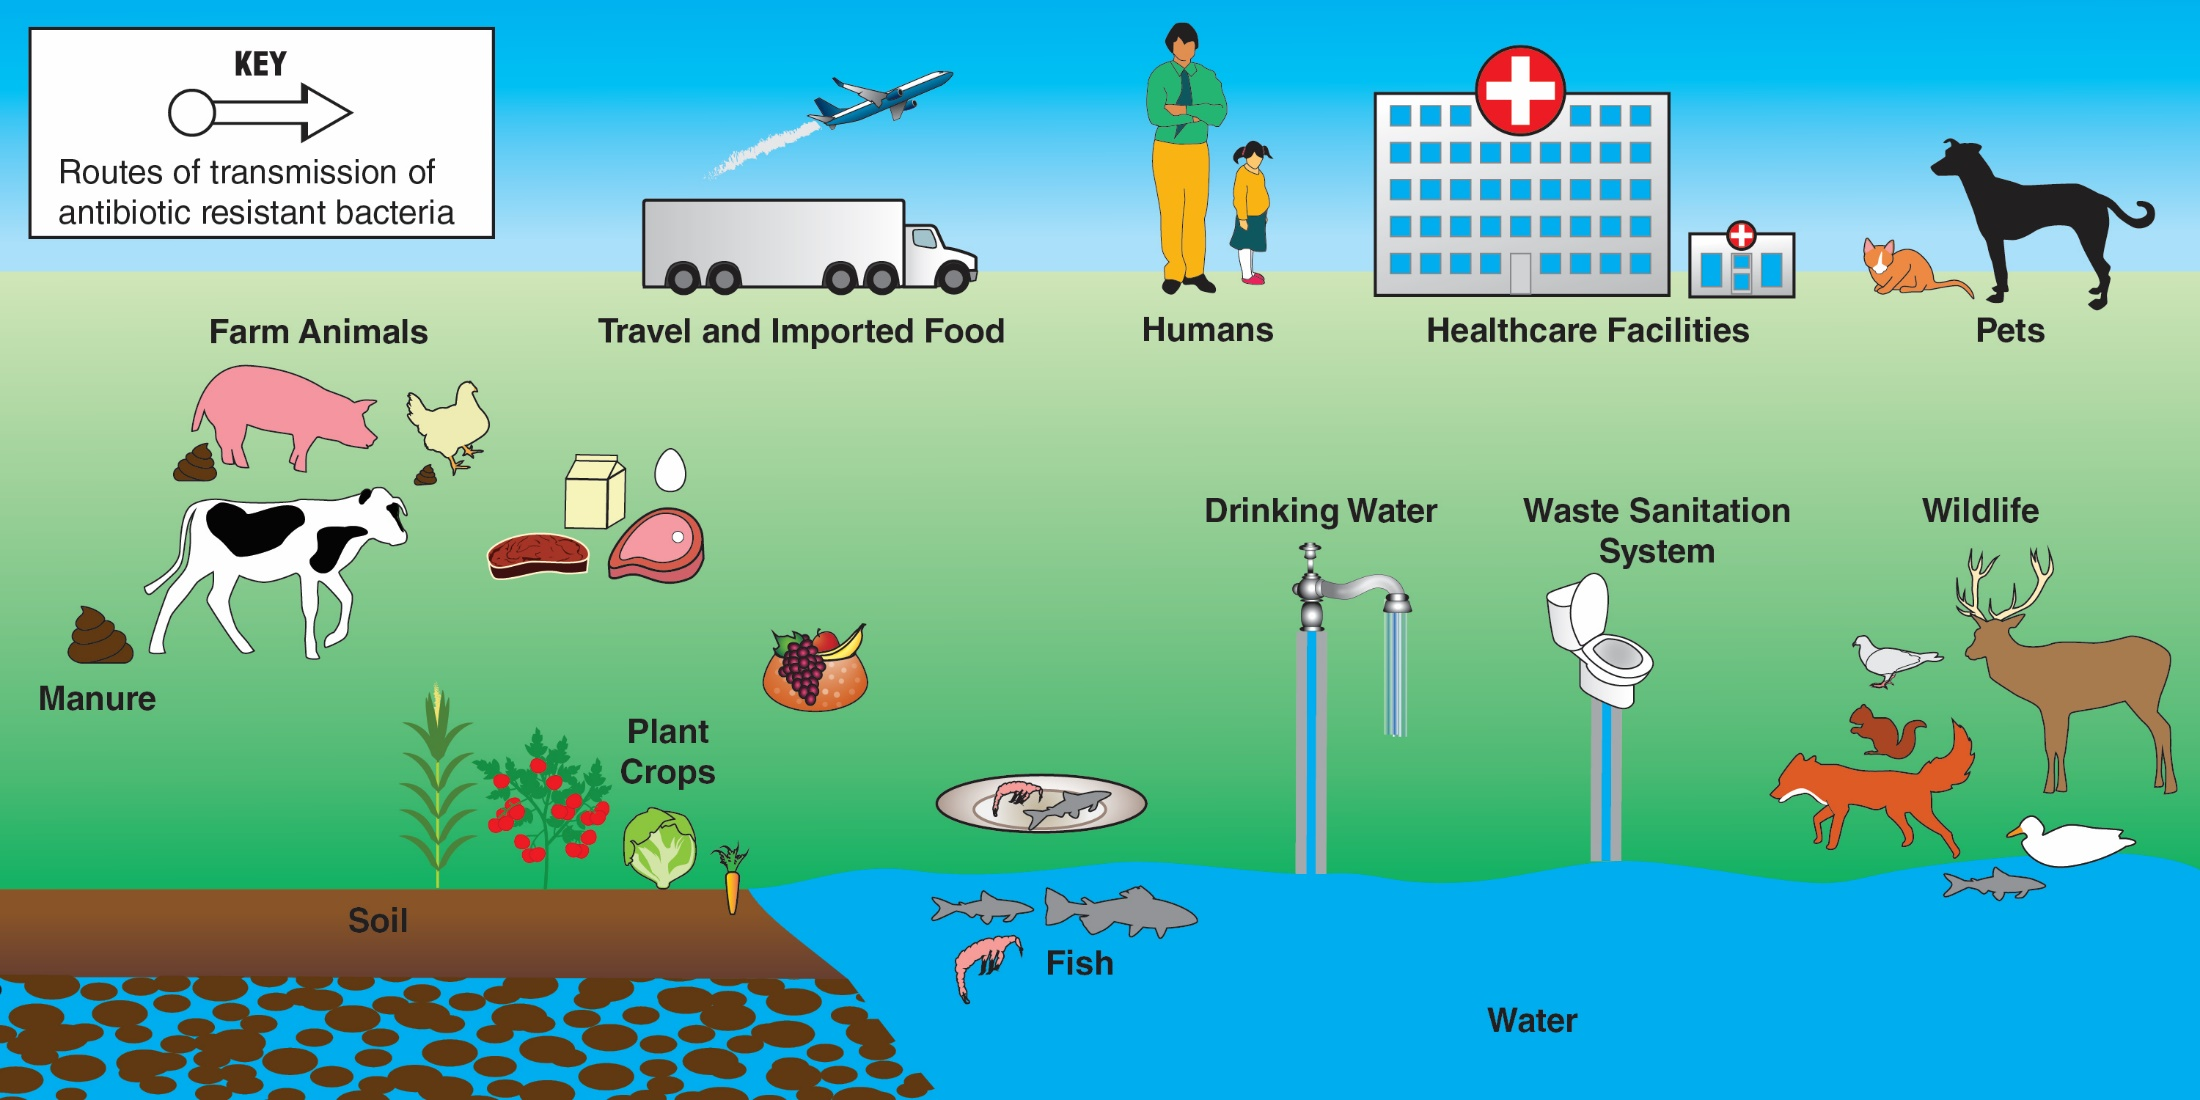 KEY
Routes of transmission of
antibiotic resistant bacteria
Farm Animals
Travel and Imported Food
Humans
Healthcare Facilities
Pets
Drinking Water
Waste Sanitation
System
Wildlife
Manure
Plant
Crops
Soil
Fish
Water